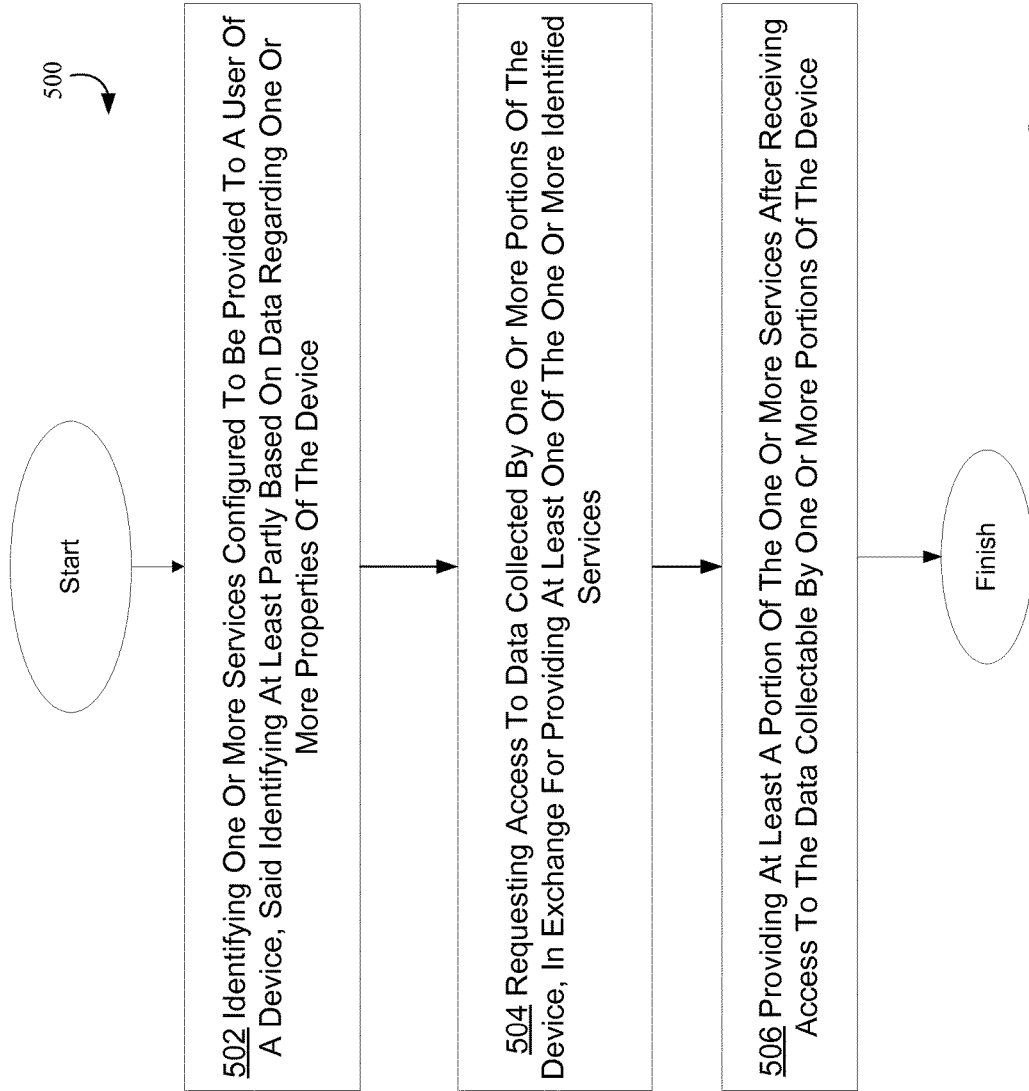 500
Start
502 Identifying One Or More Services Configured To Be Provided To A User Of
A Device, Said Identifying At Least Partly Based On Data Regarding One Or
More Properties Of The Device
504 Requesting Access To Data Collected By One Or More Portions Of The
Device, In Exchange For Providing At Least One Of The One Or More Identified
Services
506 Providing At Least A Portion Of The One Or More Services After Receiving
Access To The Data Collectable By One Or More Portions Of The Device
Finish